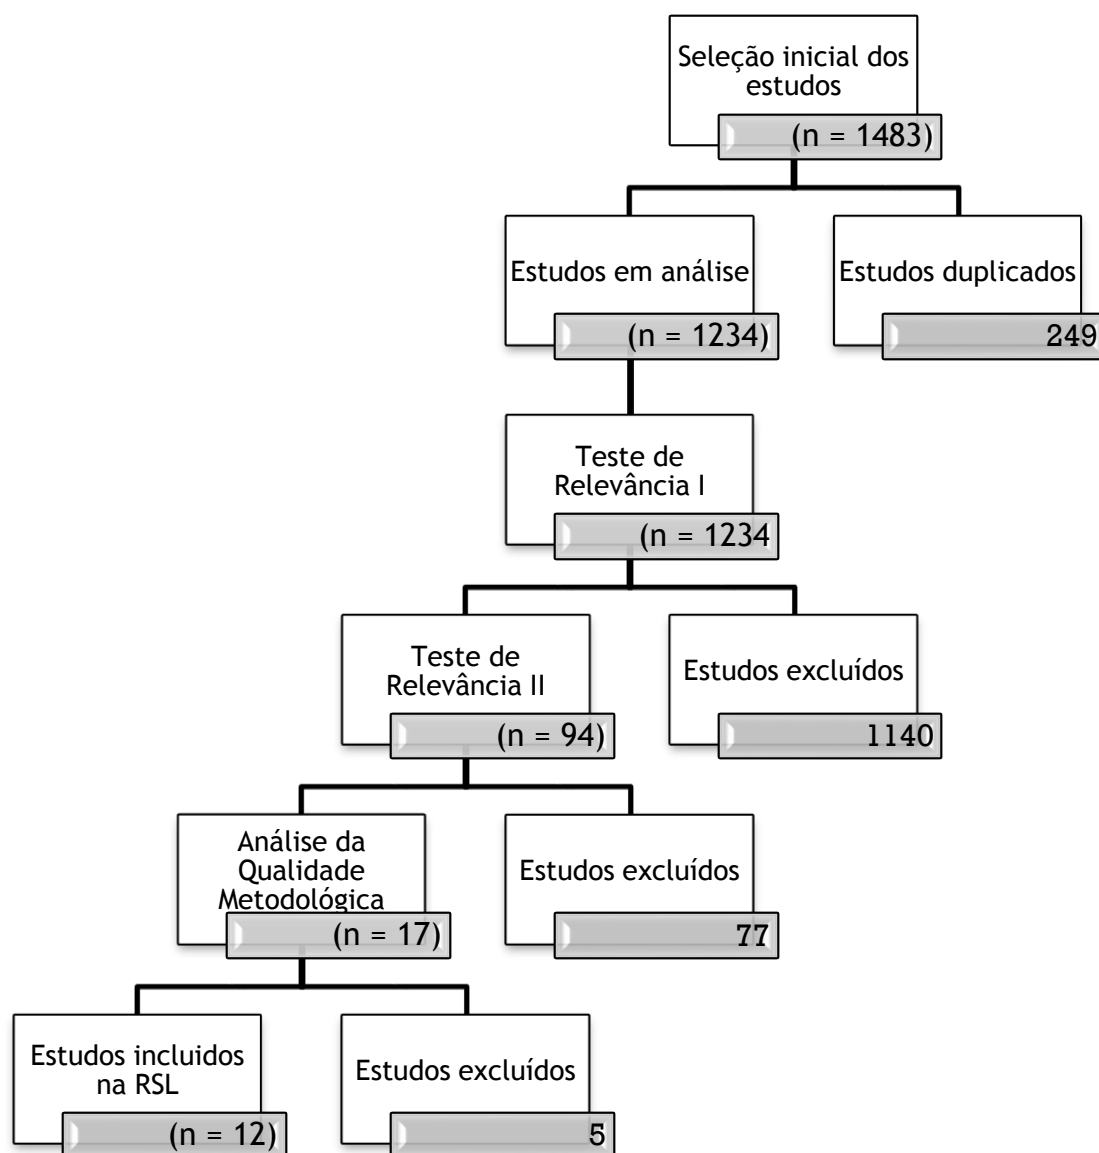 Seleção inicial dos
estudos
(n = 1483)
Estudos em análise
(n = 1234)
Estudos duplicados
249
Teste de
Relevância I
(n = 1234
Teste de
Relevância II
(n = 94)
Estudos excluídos
1140
Análise da
Qualidade
Metodológica
(n = 17)
Estudos excluídos
77
Estudos incluidos
na RSL
(n = 12)
Estudos excluídos
5